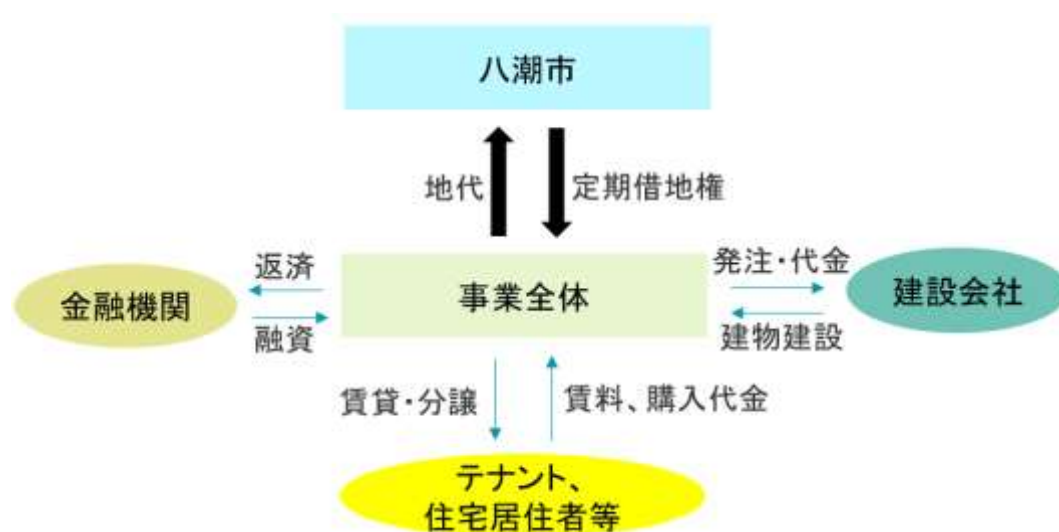 八潮市
地代
定期借地権
返済
発注・代金
金融機関
事業全体
建設会社
融資
建物建設
賃貸・分譲
賃料、購入代金
テナント、
住宅居住者等